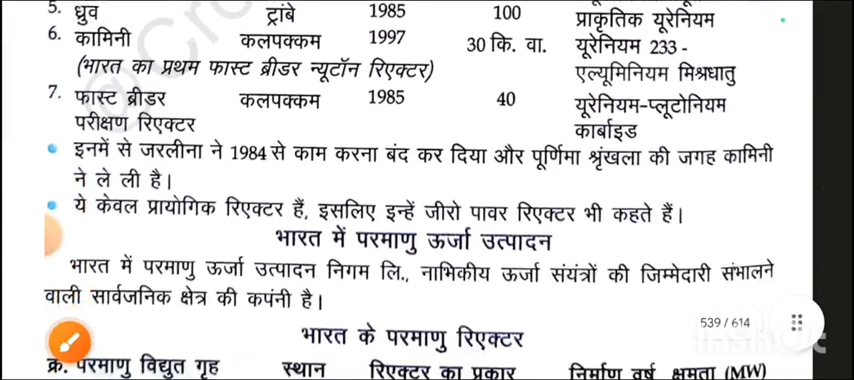 5. ध्रुव ट्रांबे 1985 100 प्राकृतिक यूरेनियम
6. कामिनी कलपक्कम 1997 30 कि. वा. यूरेनियम 233 -
(भारत का प्रथम फास्ट ब्रीडर न्यूटॉन रिएक्टर) एल्यूमिनियम मिश्रधातु
7. फास्ट ब्रीडर कलपक्कम 1985 40 यूरेनियम-प्लूटोनियम
परीक्षण रिएक्टर कार्बाइड
• इनमें से जरलीना ने 1984 से काम करना बंद कर दिया और पूर्णिमा श्रृंखला की जगह कामिनी
ने ले ली है।
• ये केवल प्रायोगिक रिएक्टर हैं, इसलिए इन्हें जीरो पावर रिएक्टर भी कहते हैं।
भारत में परमाणु ऊर्जा उत्पादन
भारत में परमाणु ऊर्जा उत्पादन निगम लि., नाभिकीय ऊर्जा संयंत्रों की जिम्मेदारी संभालने
वाली सार्वजनिक क्षेत्र की कपंनी है।
539 / 614
भारत के परमाणु रिएक्टर
क्र. परमाणु विद्युत गृह स्थान रिएक्टर का प्रकार निर्माण वर्ष क्षमता (MW)